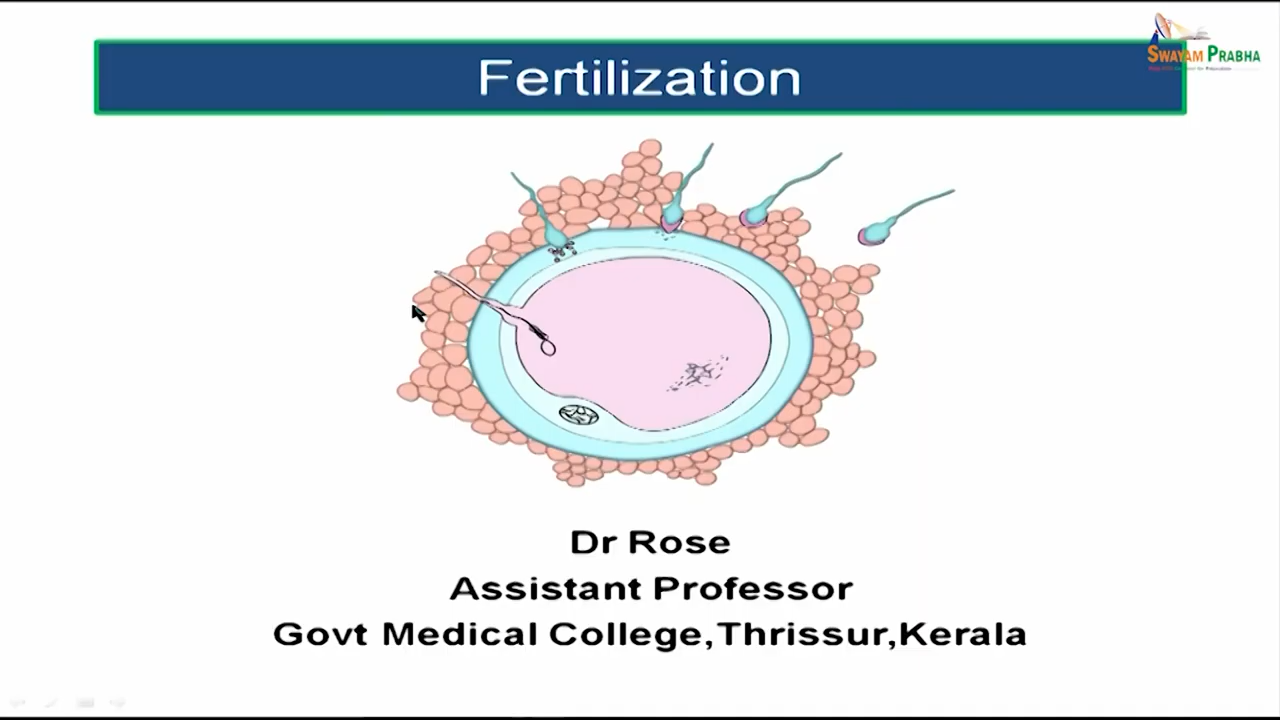 SWAYAM PRABHA
Fertilization
Dr Rose
Assistant Professor
Govt Medical College,Thrissur,Kerala